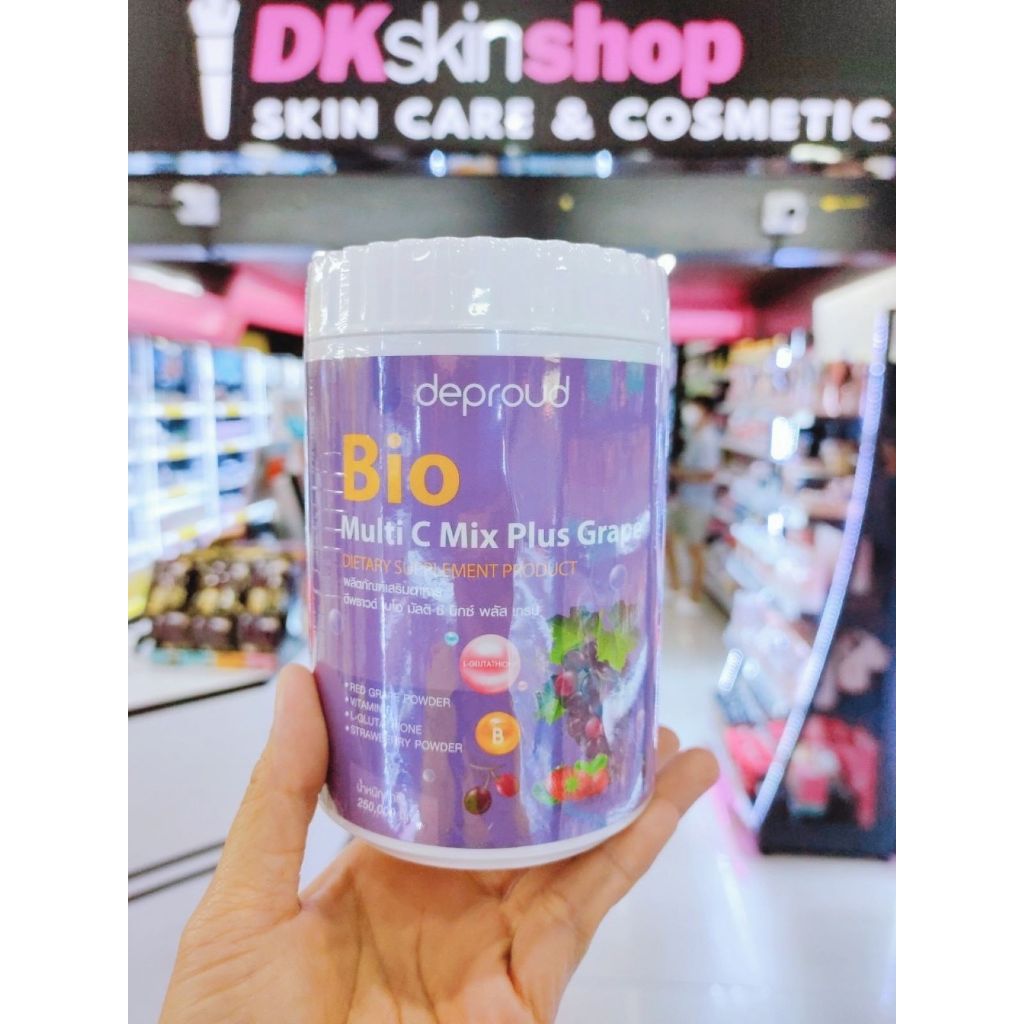 DKskinshop
SKIN CARE & COSMETIC
deproud
Bio
Multi C Mix Plus Grape
DIETARY SUPPLEMENT PRODUCT
ผลิตภัณฑ์เสริมอาหาร
ดีพราวด์ ไบโอ มัลติ ซี มิกซ์ พลัส เกรป
L-GLUTATHIONE
• RED GRAPE POWDER
• VITAMIN B
• L-GLUTATHIONE
• STRAWBERRY POWDER
B
250,000